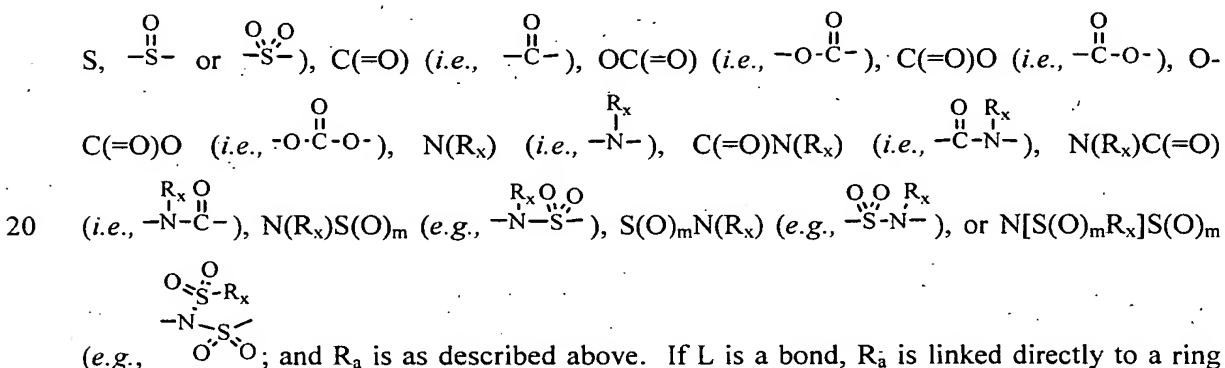 S, -S(=O)- or -S(=O)(=O)-), C(=O) (i.e., -C(=O)-), OC(=O) (i.e., -O-C(=O)-), C(=O)O (i.e., -C(=O)-O-), O-
C(=O)O (i.e., -O-C(=O)-O-), N(Rx) (i.e., -N(Rx)-), C(=O)N(Rx) (i.e., -C(=O)-N(Rx)-), N(Rx)C(=O)
20 (i.e., -N(Rx)-C(=O)-), N(Rx)S(O)m (e.g., -N(Rx)-S(=O)(=O)-), S(O)mN(Rx) (e.g., -S(=O)(=O)-N(Rx)-), or N[S(O)mRx]S(O)m
(e.g., -N(S(=O)(=O)-Rx)-S(=O)(=O)-; and Ra is as described above. If L is a bond, Ra is linked directly to a ring